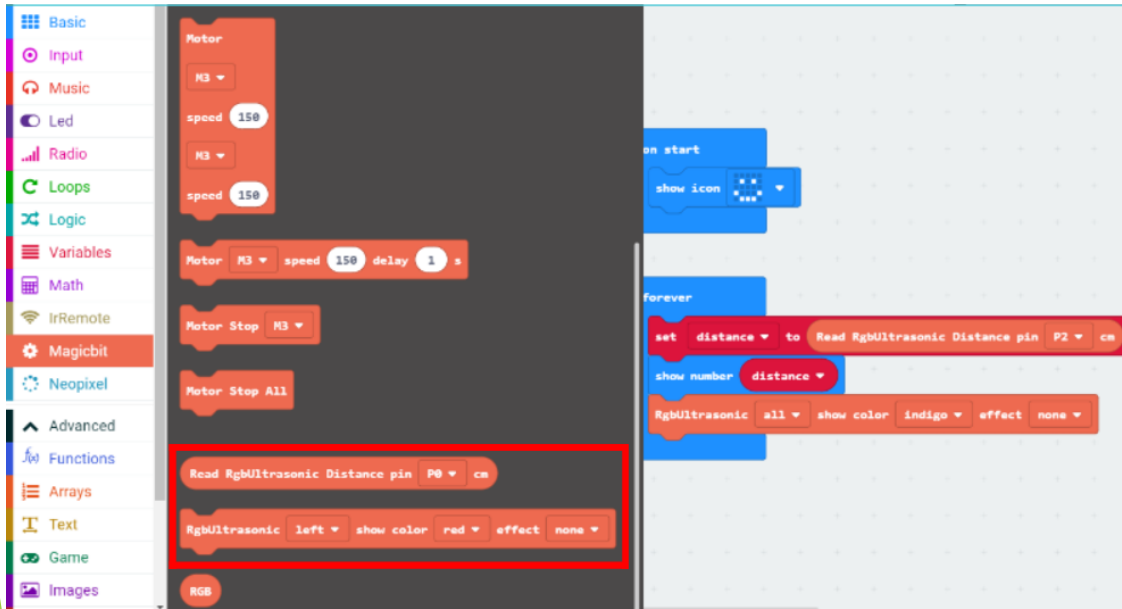 Basic
Input
Music
Led
Radio
Loops
Logic
Variables
Math
IrRemote
Magicbit
Neopixel
Advanced
f(x) Functions
Arrays
Text
Game
Images
Motor
M3
speed 150
M3
speed 150
Motor M3 speed 150 delay 1 s
Motor Stop M3
Motor Stop All
Read RgbUltrasonic Distance pin P0 cm
RgbUltrasonic left show color red effect none
RGB
on start
show icon
forever
set distance to Read RgbUltrasonic Distance pin P2 cm
show number distance
RgbUltrasonic all show color indigo effect none